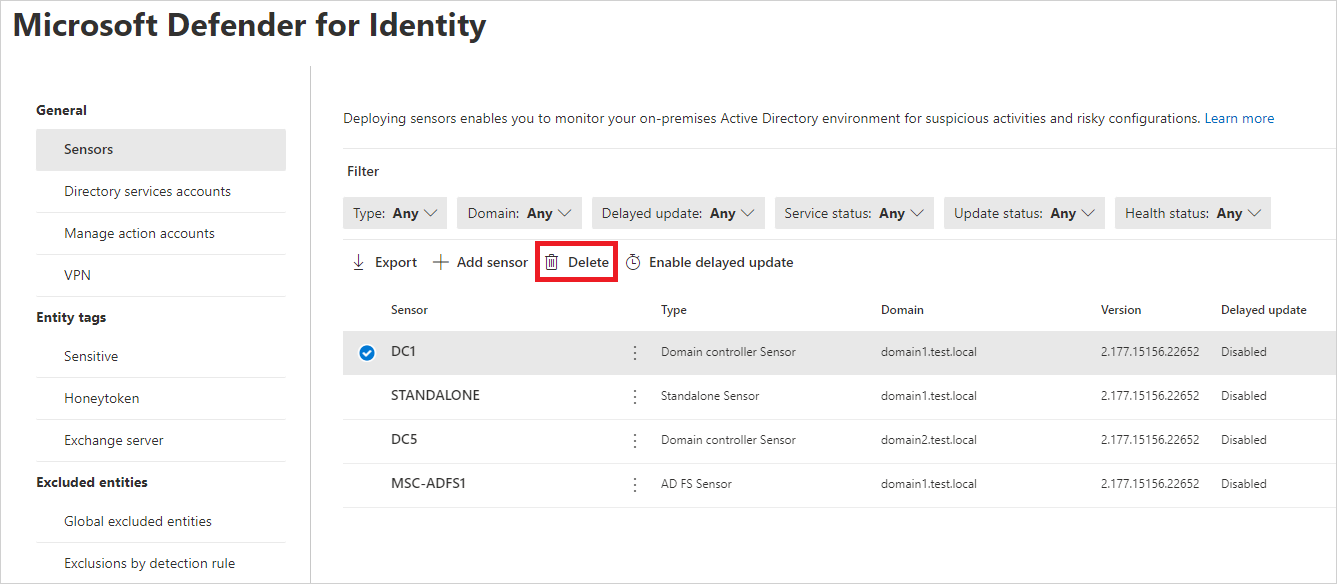 Microsoft Defender for Identity
General
Sensors
Directory services accounts
Manage action accounts
VPN
Entity tags
Sensitive
Honeytoken
Exchange server
Excluded entities
Global excluded entities
Exclusions by detection rule
Deploying sensors enables you to monitor your on-premises Active Directory environment for suspicious activities and risky configurations. Learn more
Filter
Type: Any Domain: Any Delayed update: Any Service status: Any Update status: Any Health status: Any
Export Add sensor Delete Enable delayed update
Sensor Type Domain Version Delayed update
DC1 Domain controller Sensor domain1.test.local 2.177.15156.22652 Disabled
STANDALONE Standalone Sensor domain1.test.local 2.177.15156.22652 Disabled
DC5 Domain controller Sensor domain2.test.local 2.177.15156.22652 Disabled
MSC-ADFS1 AD FS Sensor domain1.test.local 2.177.15156.22652 Disabled